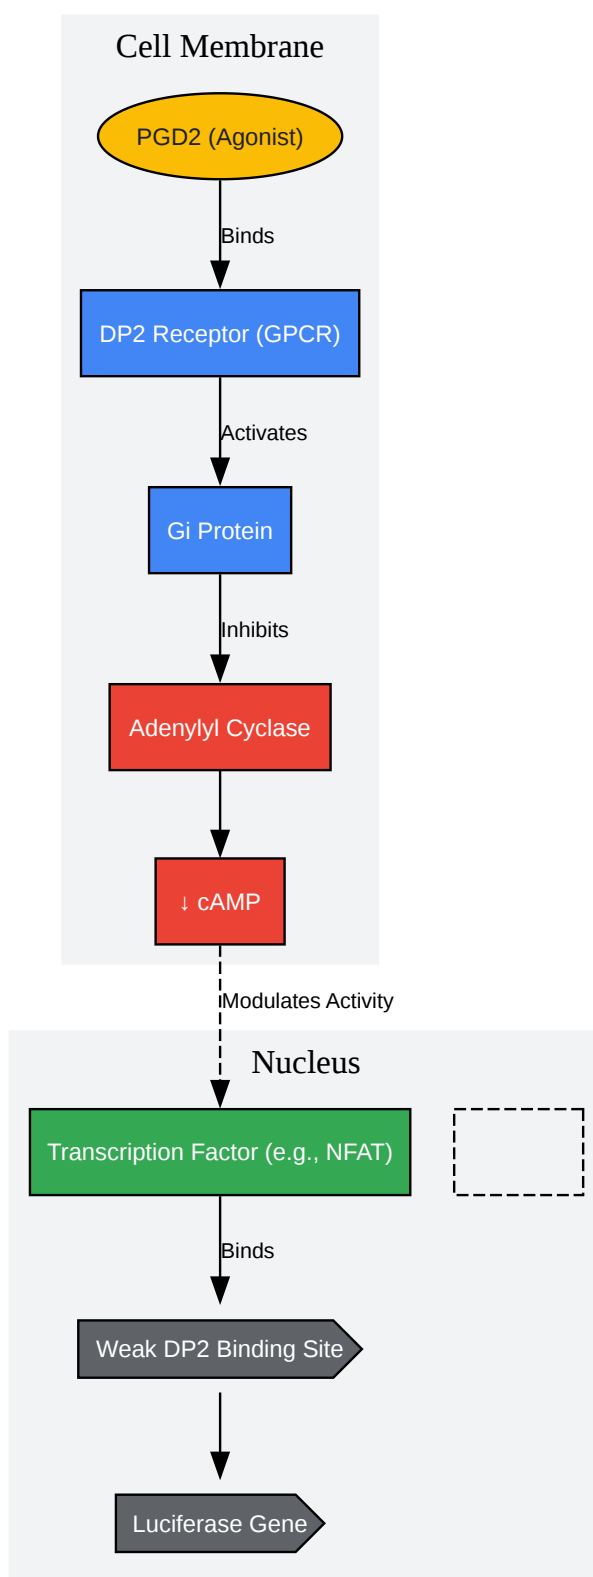 Cell Membrane
PGD2 (Agonist)
Binds
DP2 Receptor (GPCR)
Activates
Gi Protein
Inhibits
Adenylyl Cyclase
↓ cAMP
Modulates Activity
Nucleus
Transcription Factor (e.g., NFAT)
Binds
Weak DP2 Binding Site
Luciferase Gene